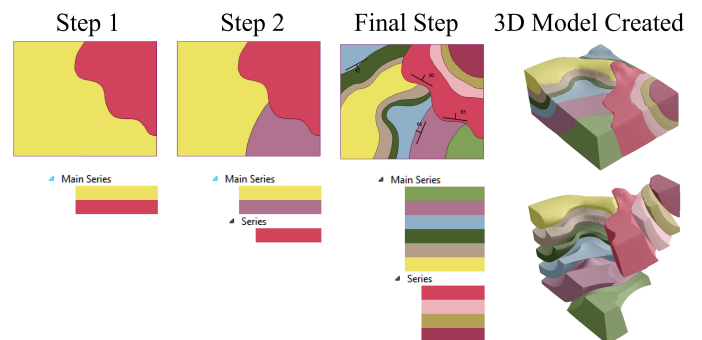 Step 1
Step 2
Final Step
3D Model Created
Main Series
Main Series
Series
Main Series
Series